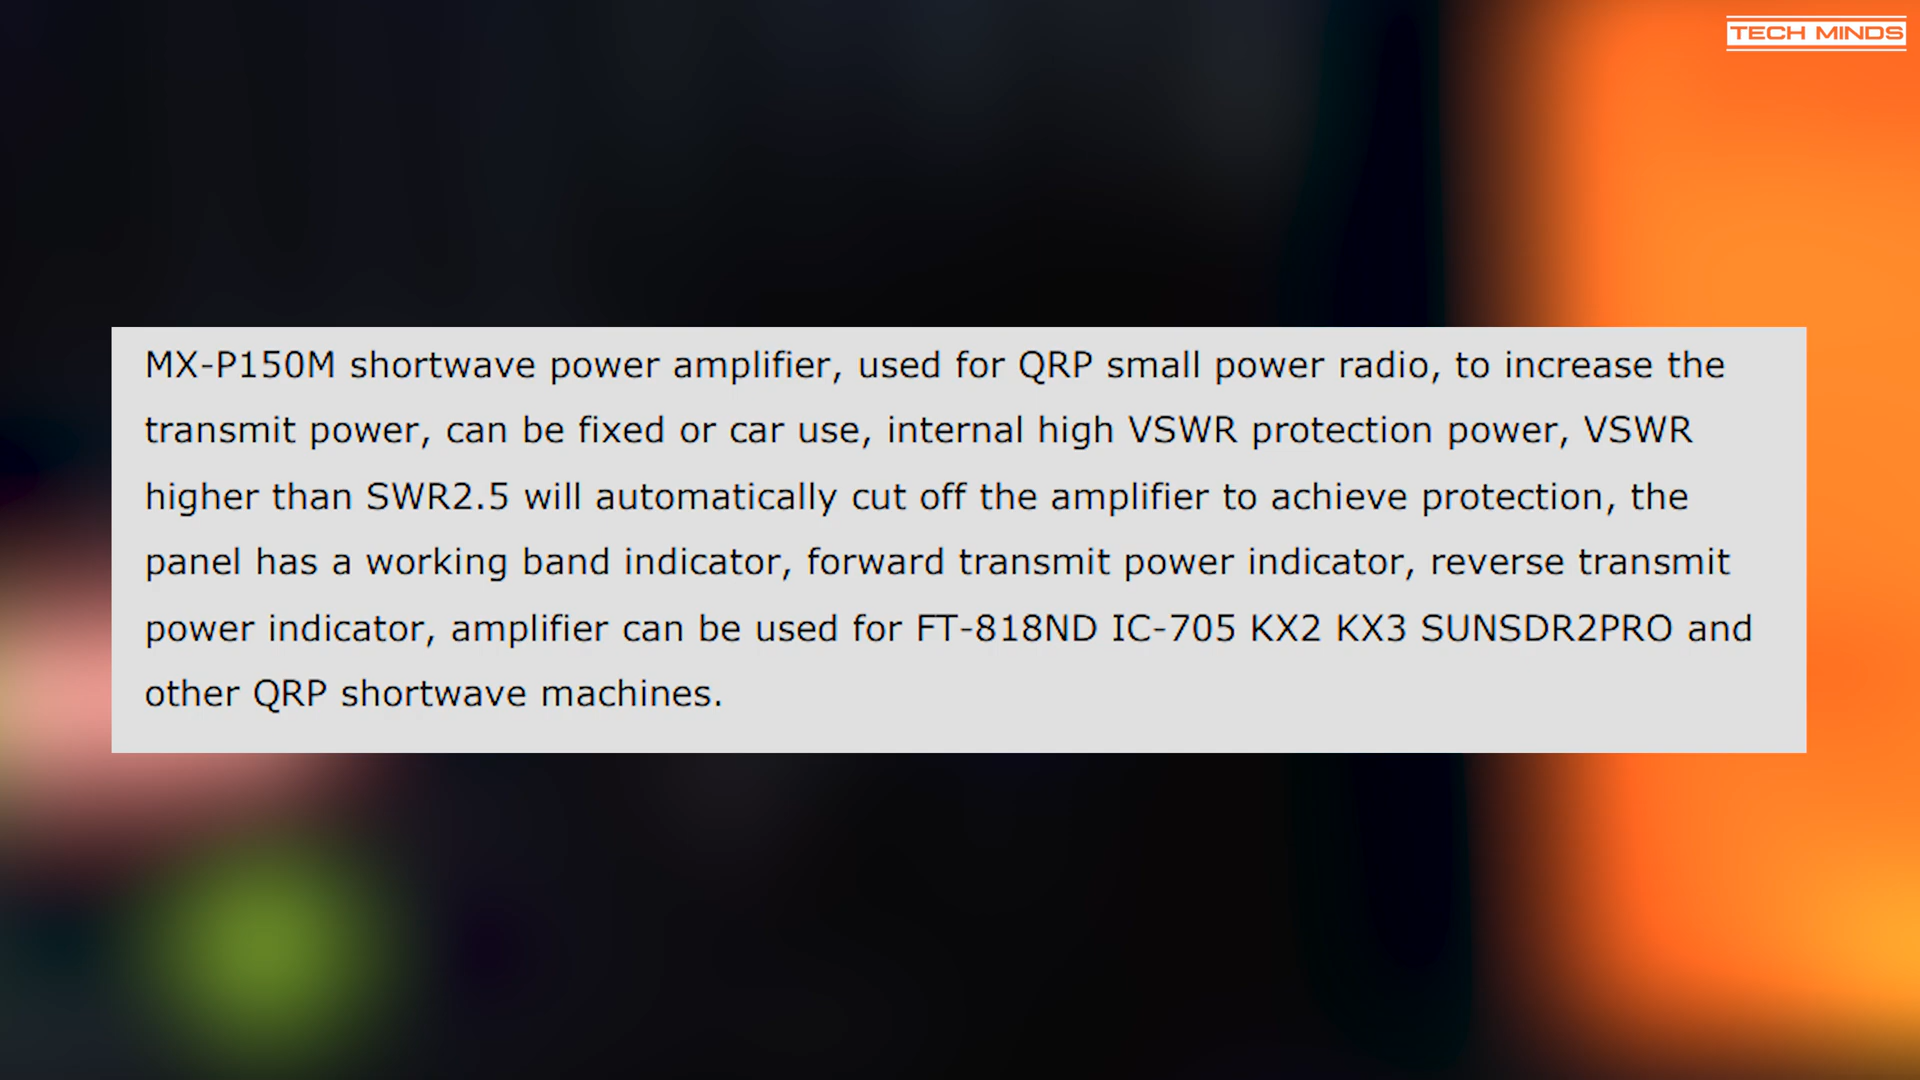 TECH MINDS
MX-P150M shortwave power amplifier, used for QRP small power radio, to increase the
transmit power, can be fixed or car use, internal high VSWR protection power, VSWR
higher than SWR2.5 will automatically cut off the amplifier to achieve protection, the
panel has a working band indicator, forward transmit power indicator, reverse transmit
power indicator, amplifier can be used for FT-818ND IC-705 KX2 KX3 SUNSDR2PRO and
other QRP shortwave machines.